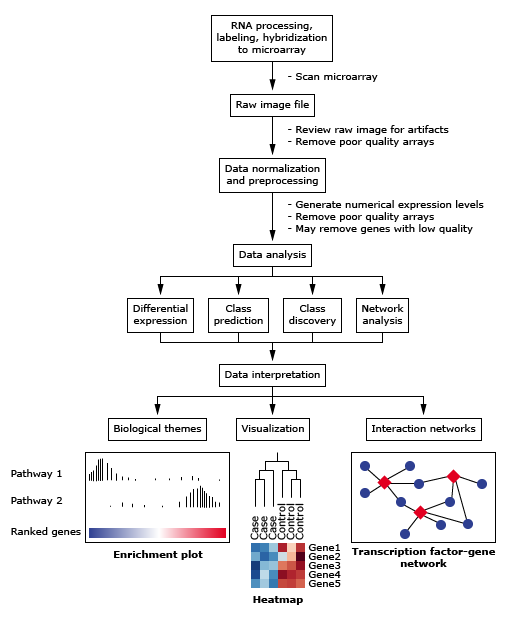 RNA processing,
labeling, hybridization
to microarray
- Scan microarray
Raw image file
- Review raw image for artifacts
- Remove poor quality arrays
Data normalization
and preprocessing
- Generate numerical expression levels
- Remove poor quality arrays
- May remove genes with low quality
Data analysis
Differential
expression
Class
prediction
Class
discovery
Network
analysis
Data interpretation
Biological themes
Visualization
Interaction networks
Pathway 1
Pathway 2
Ranked genes
Enrichment plot
Case
Case
Case
Control
Control
Control
Gene1
Gene2
Gene3
Gene4
Gene5
Heatmap
Transcription factor-gene
network